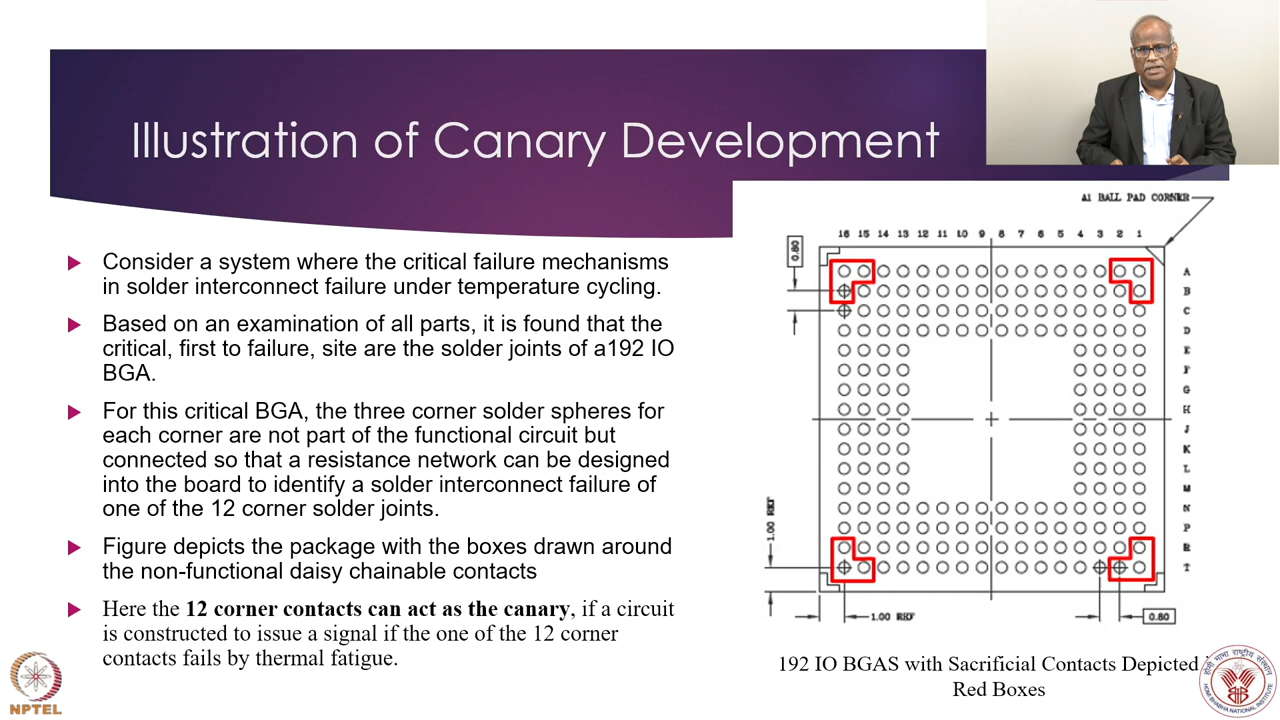 Illustration of Canary Development
Consider a system where the critical failure mechanisms
in solder interconnect failure under temperature cycling.
Based on an examination of all parts, it is found that the
critical, first to failure, site are the solder joints of a192 IO
BGA.
For this critical BGA, the three corner solder spheres for
each corner are not part of the functional circuit but
connected so that a resistance network can be designed
into the board to identify a solder interconnect failure of
one of the 12 corner solder joints.
Figure depicts the package with the boxes drawn around
the non-functional daisy chainable contacts
Here the 12 corner contacts can act as the canary, if a circuit
is constructed to issue a signal if the one of the 12 corner
contacts fails by thermal fatigue.
A1 BALL PAD CORNER
16 15 14 13 12 11 10 9 8 7 6 5 4 3 2 1
0.80
A
B
C
D
E
F
G
H
J
K
L
M
N
P
R
T
1.00 REF
1.00 REF
0.80
192 IO BGAS with Sacrificial Contacts Depicted
Red Boxes
NPTEL
होमी भाभा राष्ट्रीय संस्थान
HOMI BHABHA NATIONAL INSTITUTE